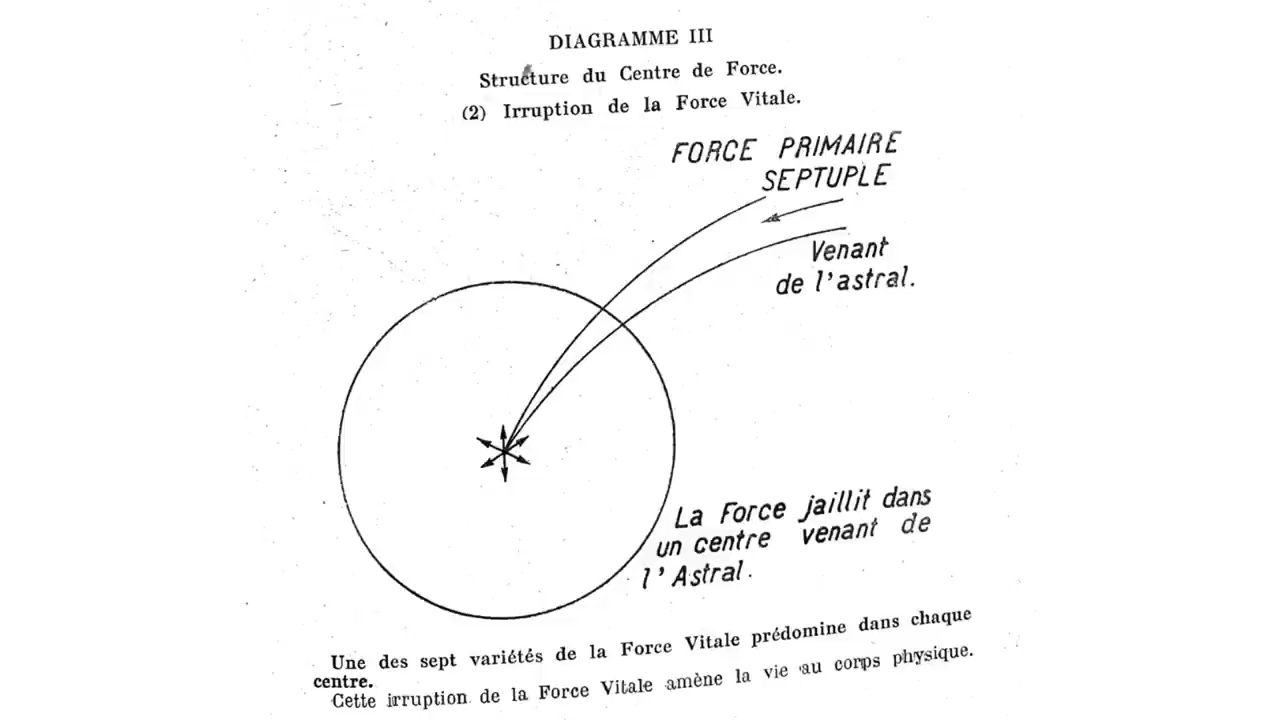 DIAGRAMME III
Structure du Centre de Force.
(2) Irruption de la Force Vitale.
FORCE PRIMAIRE
SEPTUPLE
Venant
de l'astral.
La Force jaillit dans
un centre venant de
l'Astral.
Une des sept variétés de la Force Vitale prédomine dans chaque
centre.
Cette irruption de la Force Vitale amène la vie au corps physique.